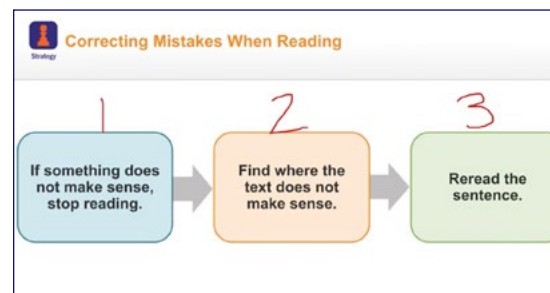 Correcting Mistakes When Reading
Strategy
1
2
3
If something does
not make sense,
stop reading.
Find where the
text does not
make sense.
Reread the
sentence.